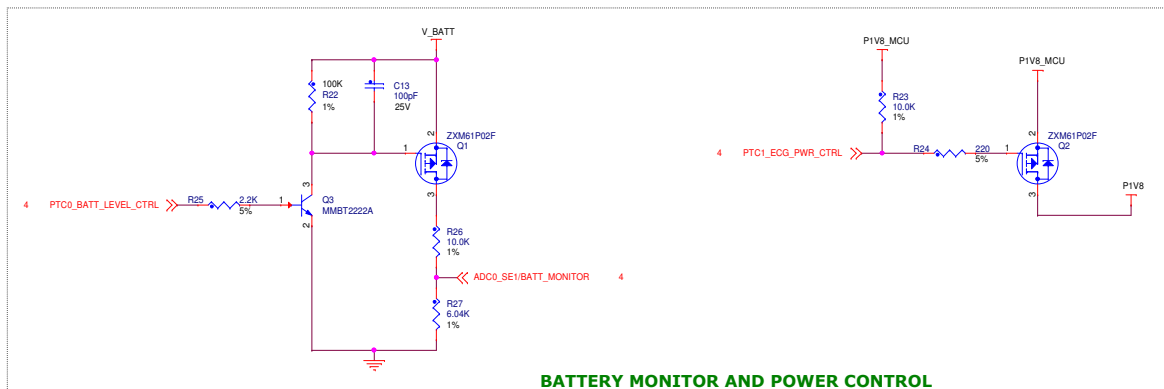 V_BATT
100K
R22
1%
C13
100pF
25V
2
ZXM61P02F
Q1
1
3
4 PTC0_BATT_LEVEL_CTRL
R25 2.2K
5%
1
3
Q3
MMBT2222A
2
R26
10.0K
1%
ADC0_SE1/BATT_MONITOR 4
R27
6.04K
1%
P1V8_MCU
R23
10.0K
1%
4 PTC1_ECG_PWR_CTRL
R24 220
5%
P1V8_MCU
2
ZXM61P02F
Q2
1
3
P1V8
BATTERY MONITOR AND POWER CONTROL